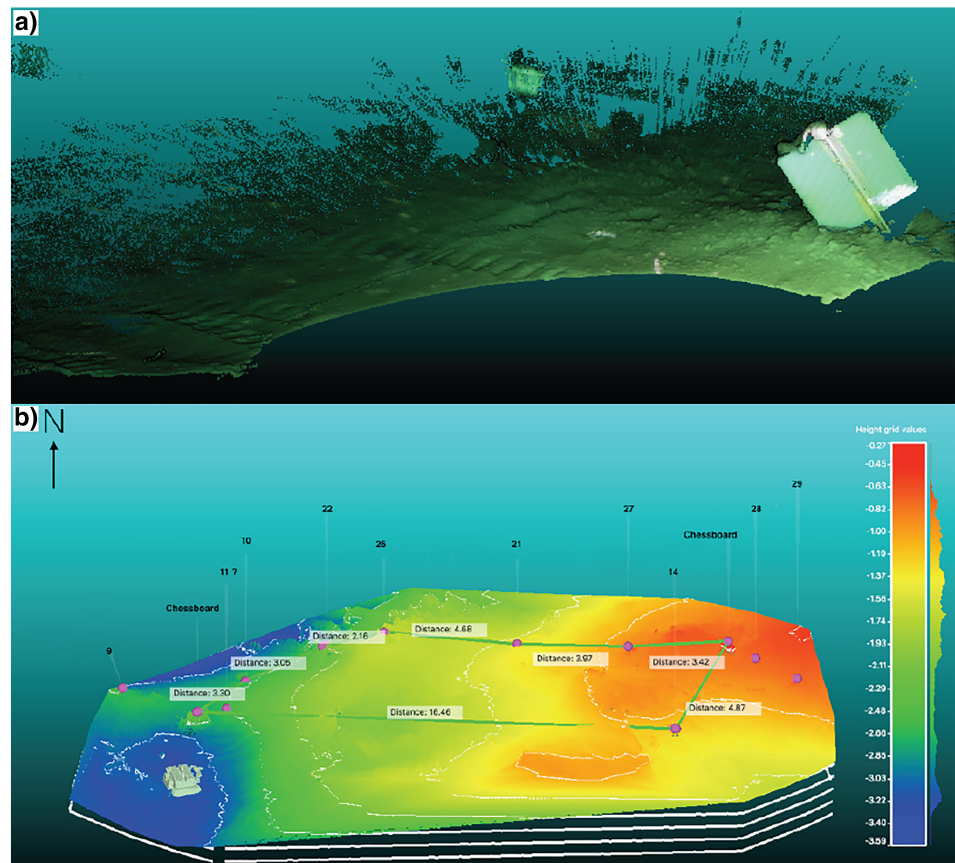 a)
b)
N
Height grid values
-0.27
-0.45
-0.63
-0.82
-1.00
-1.19
-1.37
-1.56
-1.74
-1.93
-2.11
-2.29
-2.48
-2.66
-2.85
-3.03
-3.22
-3.40
-3.59
29
22
27
28
Chessboard
10
26
21
11 ?
14
Chessboard
9
Distance: 2.16
Distance: 4.68
Distance: 3.05
Distance: 3.97
Distance: 3.42
Distance: 3.30
Distance: 16.46
Distance: 4.87